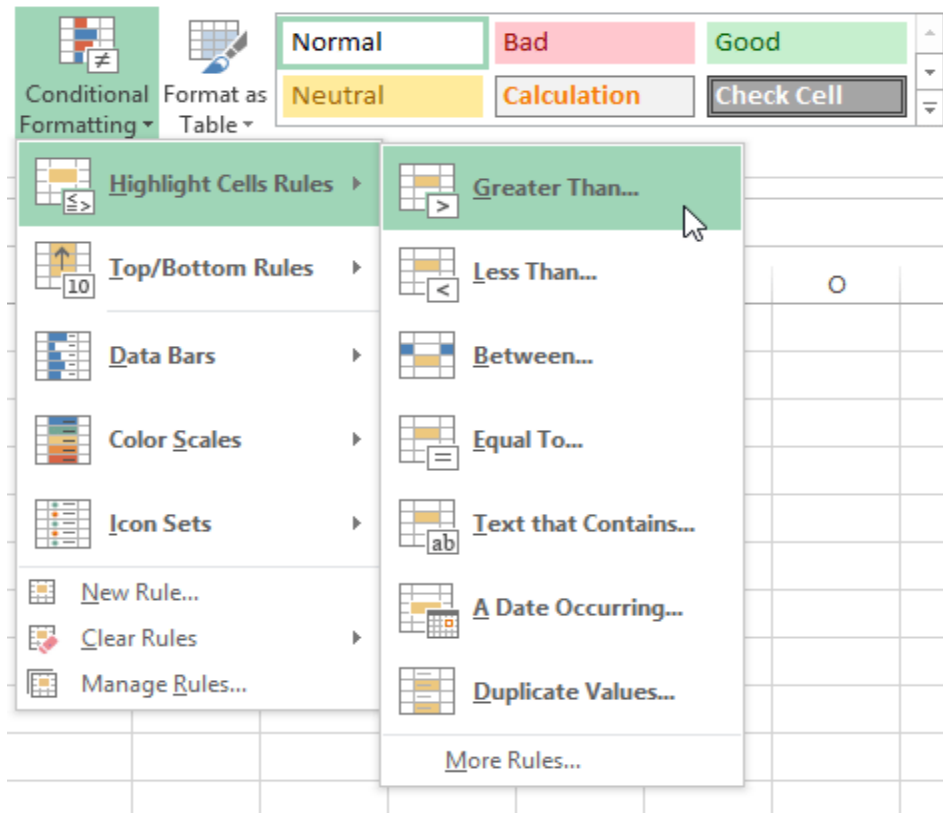 Normal Bad Good
Conditional Formatting Format as Table Neutral Calculation Check Cell
Highlight Cells Rules
Top/Bottom Rules
10
Data Bars
Color Scales
Icon Sets
New Rule...
Clear Rules
Manage Rules...
Greater Than...
>
Less Than...
<
Between...
Equal To...
=
Text that Contains...
ab
A Date Occurring...
Duplicate Values...
More Rules...
O